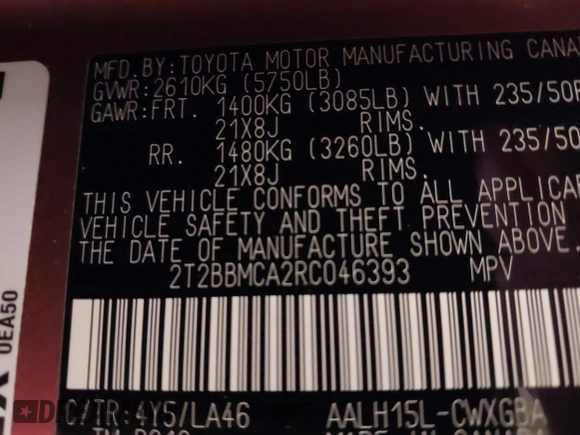 MFD.BY:TOYOTA MOTOR MANUFACTURING CANA
GVWR:2610KG (5750LB)
GAWR:FRT. 1400KG (3085LB) WITH 235/50R
21X8J RIMS.
RR. 1480KG (3260LB) WITH 235/50
21X8J RIMS.
THIS VEHICLE CONFORMS TO ALL APPLICA
VEHICLE SAFETY AND THEFT PREVENTION
THE DATE OF MANUFACTURE SHOWN ABOVE.
2T2BBMCA2RC046393 MPV
C/TR:4Y5/LA46 AALH15L-CWXGBA
0EA50